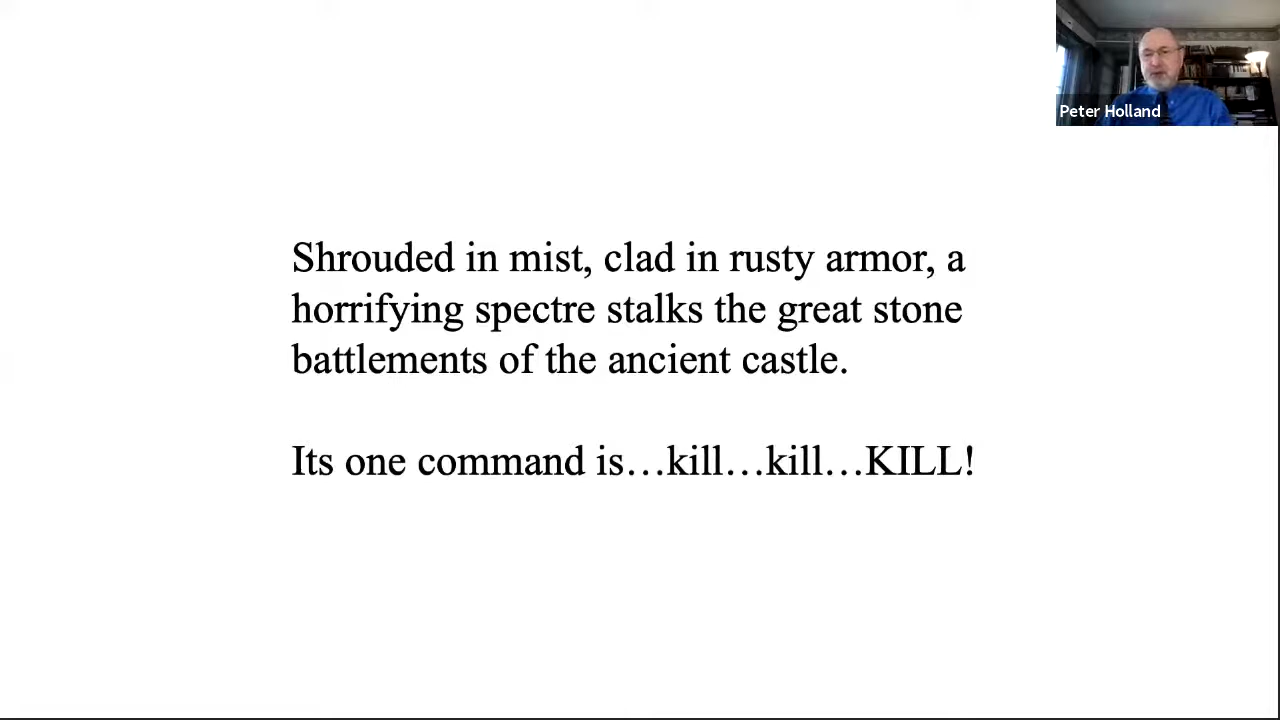 Peter Holland
Shrouded in mist, clad in rusty armor, a
horrifying spectre stalks the great stone
battlements of the ancient castle.
Its one command is…kill…kill…KILL!